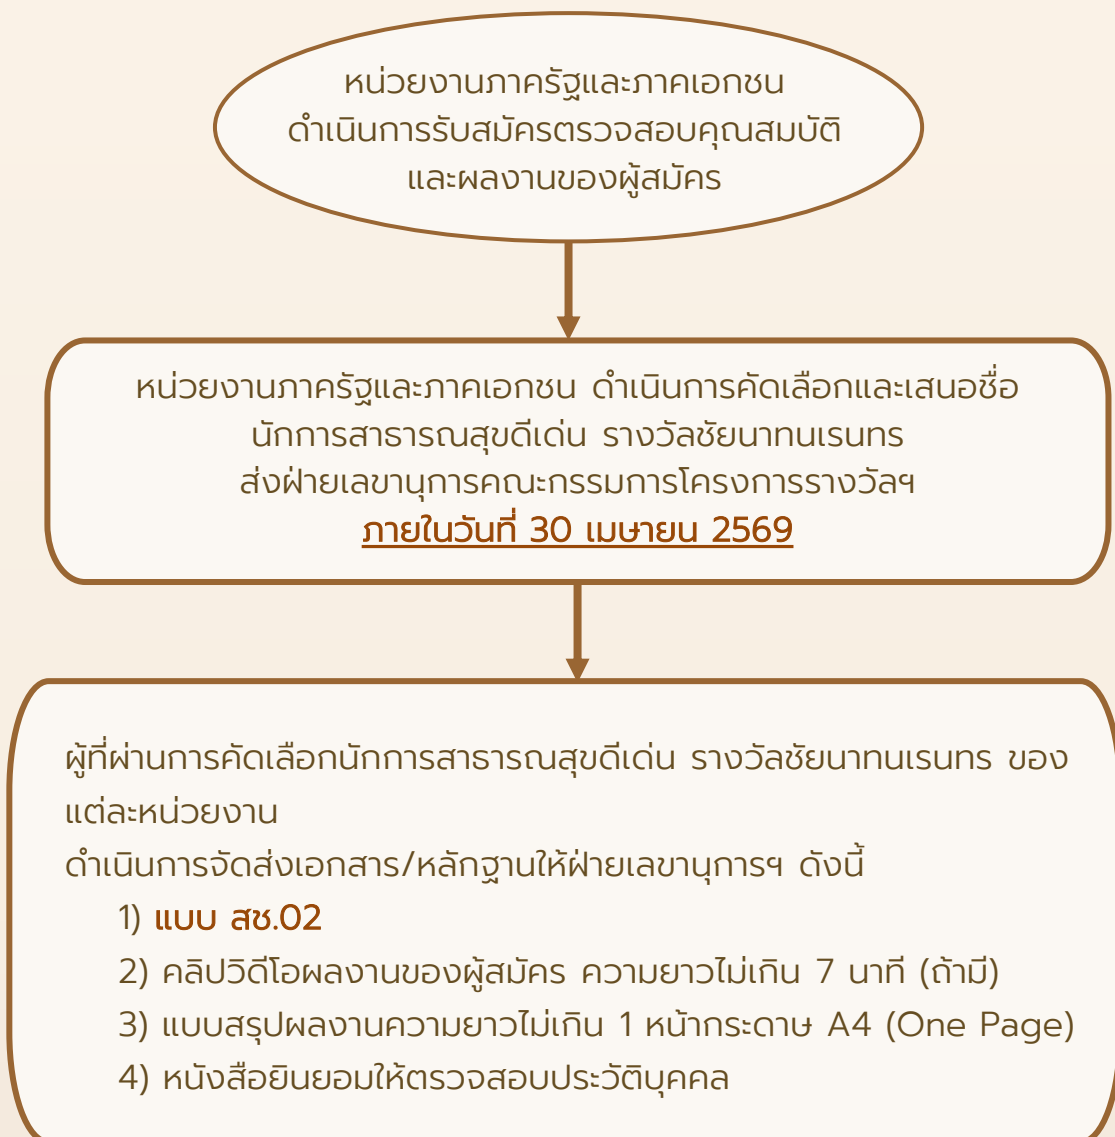 หน่วยงานภาครัฐและภาคเอกชน
ดำเนินการรับสมัครตรวจสอบคุณสมบัติ
และผลงานของผู้สมัคร
หน่วยงานภาครัฐและภาคเอกชน ดำเนินการคัดเลือกและเสนอชื่อ
นักการสาธารณสุขดีเด่น รางวัลชัยนาทนเรนทร
ส่งฝ่ายเลขานุการคณะกรรมการโครงการรางวัลฯ
ภายในวันที่ 30 เมษายน 2569
ผู้ที่ผ่านการคัดเลือกนักการสาธารณสุขดีเด่น รางวัลชัยนาทนเรนทร ของ
แต่ละหน่วยงาน
ดำเนินการจัดส่งเอกสาร/หลักฐานให้ฝ่ายเลขานุการฯ ดังนี้
1) แบบ สช.02
2) คลิปวิดีโอผลงานของผู้สมัคร ความยาวไม่เกิน 7 นาที (ถ้ามี)
3) แบบสรุปผลงานความยาวไม่เกิน 1 หน้ากระดาษ A4 (One Page)
4) หนังสือยินยอมให้ตรวจสอบประวัติบุคคล